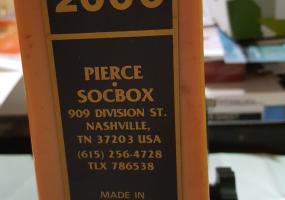 2000
PIERCE
•
SOCBOX
909 DIVISION ST.
NASHVILLE,
TN 37203 USA
(615) 256-4728
TLX 786538
MADE IN